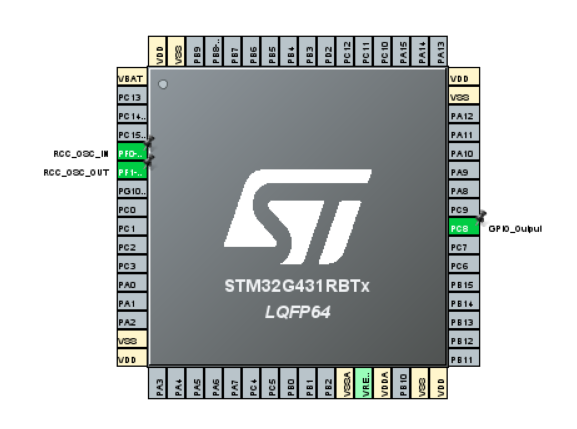 VDD
VSS
PB9
PB8-..
PB7
PB6
PB5
PB4
PB3
PD2
PC12
PC11
PC10
PA15
PA14
PA13
VBAT
PC13
PC14..
PC15..
RCC_OSC_IN PF0-..
RCC_OSC_OUT PF1-..
PG10..
PC0
PC1
PC2
PC3
PA0
PA1
PA2
VSS
VDD
VDD
VSS
PA12
PA11
PA10
PA9
PA8
PC9
PC8 GPIO_Output
PC7
PC6
PB15
PB14
PB13
PB12
PB11
ST
STM32G431RBTx
LQFP64
PA3
PA4
PA5
PA6
PA7
PC4
PC5
PB0
PB1
PB2
VSSA
VRE..
VDDA
PB10
VSS
VDD